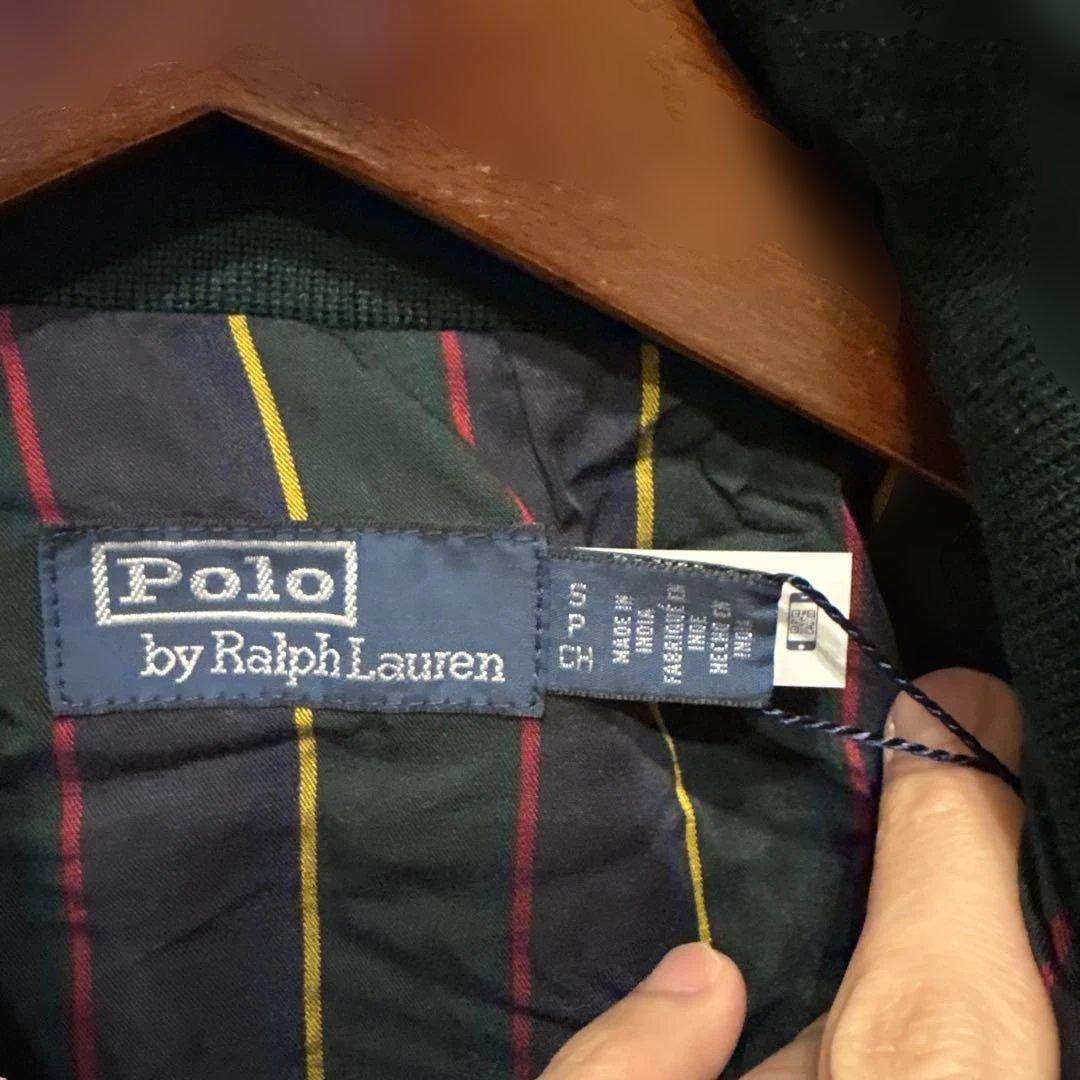 Polo
by Ralph Lauren
S
P
CH
MADE IN
INDIA
FABRIQUÉ EN
INDE
HECHO EN
INDIA